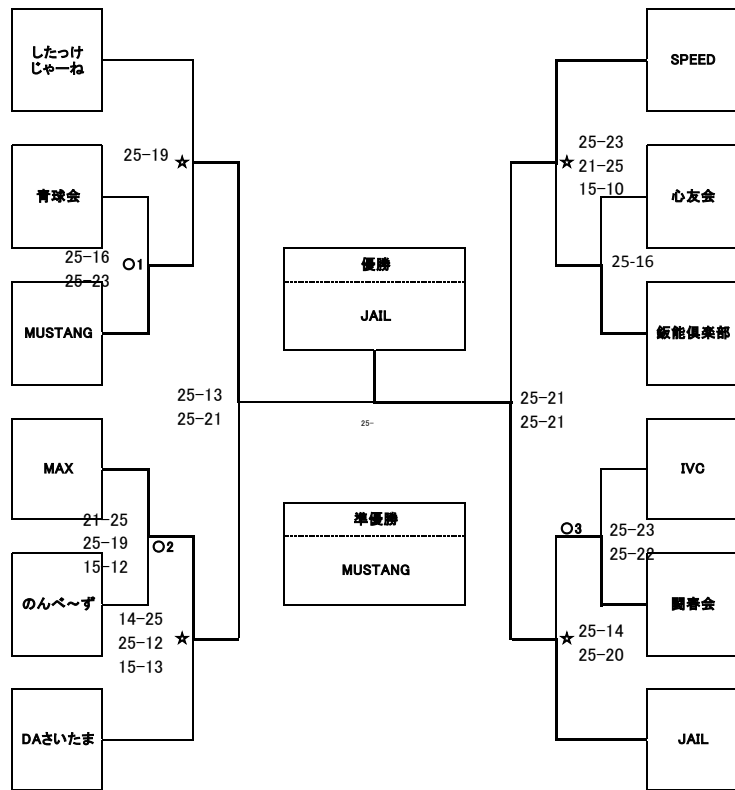 したっけ
じゃーね
SPEED
25-19 ☆
☆ 25-23
21-25
15-10
青球会
心友会
25-16 ○1
25-23
25-16
優勝
JAIL
MUSTANG
飯能倶楽部
25-13
25-21
25-
25-21
25-21
MAX
IVC
21-25
25-19 ○2
15-12
準優勝
MUSTANG
○3 25-23
25-22
のんべ～ず
闘春会
14-25
25-12 ☆
15-13
☆ 25-14
25-20
DAさいたま
JAIL